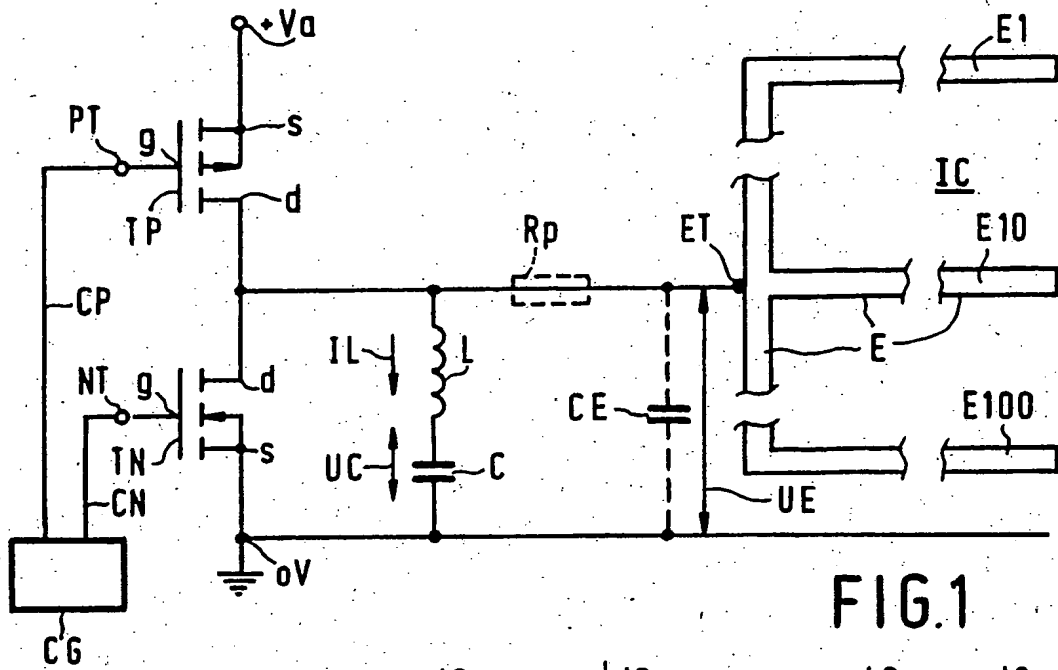 +Va
E1
PT
g
s
IC
TP
d
Rp
ET
E10
CP
IL
L
E
NT
g
d
CE
E100
TN
s
UC
C
UE
CN
oV
FIG.1
CG